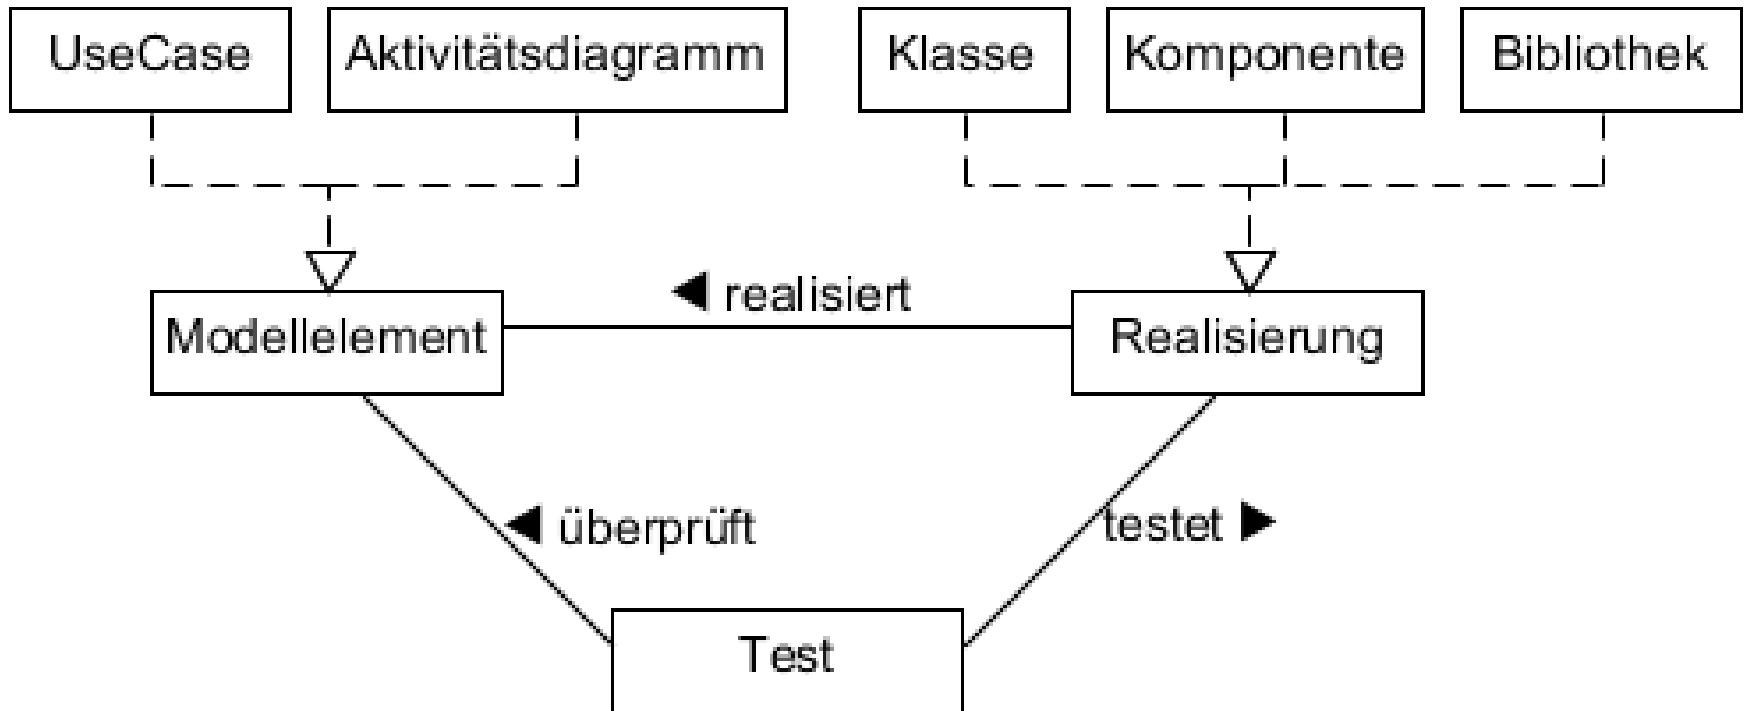 UseCase
Aktivitätsdiagramm
Klasse
Komponente
Bibliothek
◀ realisiert
Modellelement
Realisierung
◀ überprüft
testet ▶
Test